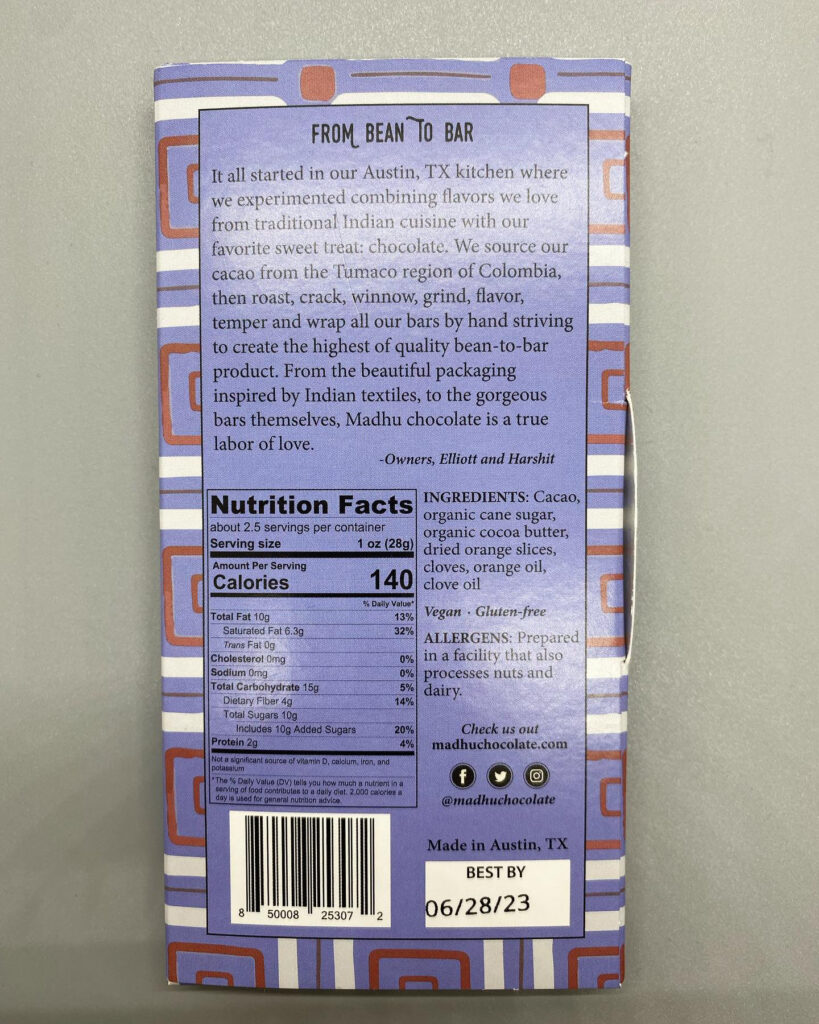 FROM BEAN TO BAR
It all started in our Austin, TX kitchen where
we experimented combining flavors we love
from traditional Indian cuisine with our
favorite sweet treat: chocolate. We source our
cacao from the Tumaco region of Colombia,
then roast, crack, winnow, grind, flavor,
temper and wrap all our bars by hand striving
to create the highest of quality bean-to-bar
product. From the beautiful packaging
inspired by Indian textiles, to the gorgeous
bars themselves, Madhu chocolate is a true
labor of love.
-Owners, Elliott and Harshit
Nutrition Facts
about 2.5 servings per container
Serving size 1 oz (28g)
Amount Per Serving
Calories 140
% Daily Value*
Total Fat 10g 13%
Saturated Fat 6.3g 32%
Trans Fat 0g
Cholesterol 0mg 0%
Sodium 0mg 0%
Total Carbohydrate 15g 5%
Dietary Fiber 4g 14%
Total Sugars 10g
Includes 10g Added Sugars 20%
Protein 2g 4%
Not a significant source of vitamin D, calcium, iron, and
potassium
*The % Daily Value (DV) tells you how much a nutrient in a
serving of food contributes to a daily diet. 2,000 calories a
day is used for general nutrition advice.
INGREDIENTS: Cacao,
organic cane sugar,
organic cocoa butter,
dried orange slices,
cloves, orange oil,
clove oil
Vegan · Gluten-free
ALLERGENS: Prepared
in a facility that also
processes nuts and
dairy.
Check us out
madhuchocolate.com
@madhuchocolate
Made in Austin, TX
BEST BY
06/28/23
8 50008 25307 2